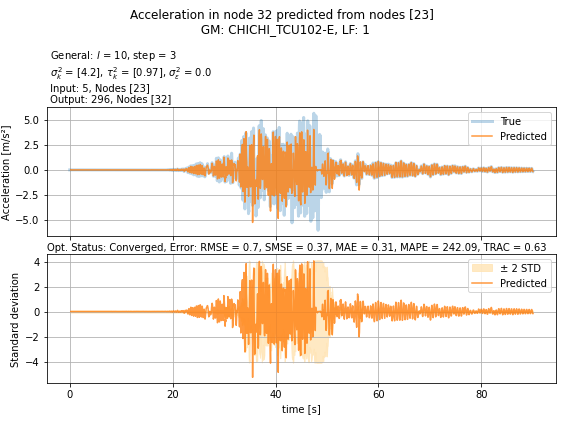 Acceleration in node 32 predicted from nodes [23]
GM: CHICHI_TCU102-E, LF: 1
General: l = 10, step = 3
σ²ₖ = [4.2], τ²ₖ = [0.97], σ²ε = 0.0
Input: 5, Nodes [23]
Output: 296, Nodes [32]
Acceleration [m/s²]
5.0
2.5
0.0
−2.5
−5.0
True
Predicted
Opt. Status: Converged, Error: RMSE = 0.7, SMSE = 0.37, MAE = 0.31, MAPE = 242.09, TRAC = 0.63
Standard deviation
4
2
0
−2
−4
± 2 STD
Predicted
0 20 40 60 80
time [s]